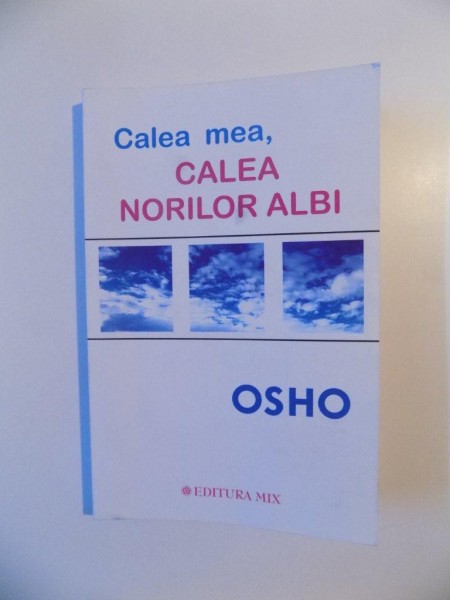 Calea mea,
CALEA
NORILOR ALBI
OSHO
EDITURA MIX